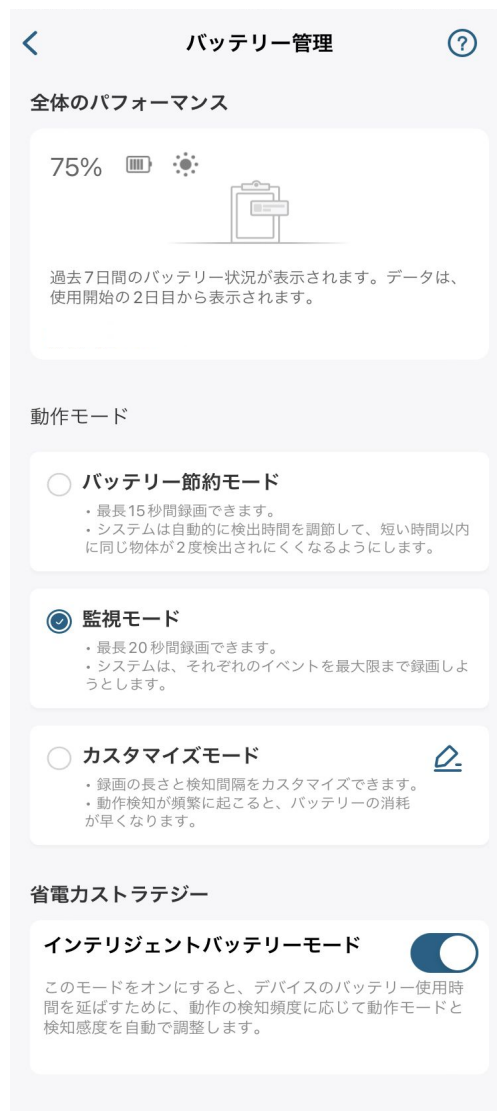 バッテリー管理
全体のパフォーマンス
75%
過去7日間のバッテリー状況が表示されます。データは、
使用開始の2日目から表示されます。
動作モード
バッテリー節約モード
・最長15秒間録画できます。
・システムは自動的に検出時間を調節して、短い時間以内
に同じ物体が2度検出されにくくなるようにします。
監視モード
・最長20秒間録画できます。
・システムは、それぞれのイベントを最大限まで録画しよ
うとします。
カスタマイズモード
・録画の長さと検知間隔をカスタマイズできます。
・動作検知が頻繁に起こると、バッテリーの消耗
が早くなります。
省電力ストラテジー
インテリジェントバッテリーモード
このモードをオンにすると、デバイスのバッテリー使用時
間を延ばすために、動作の検知頻度に応じて動作モードと
検知感度を自動で調整します。